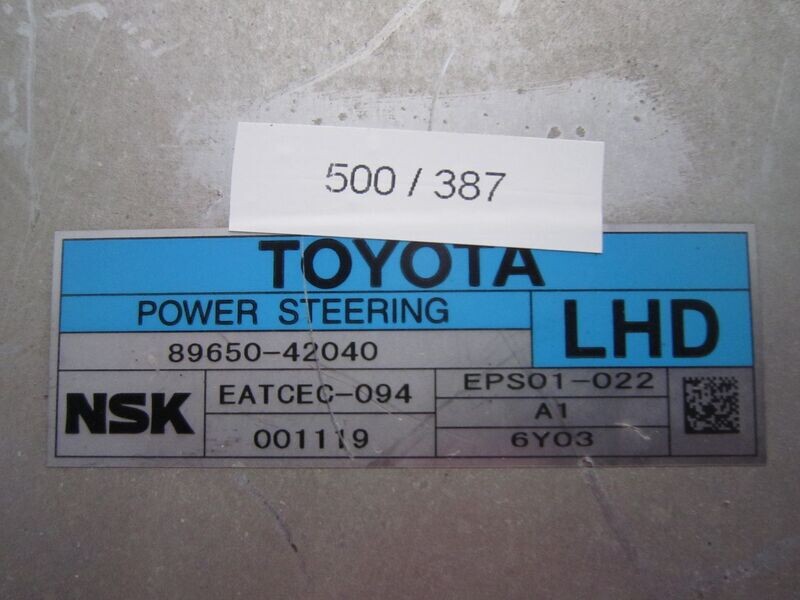 500 / 387
TOYOTA
POWER STEERING
LHD
89650-42040
NSK
EATCEC-094
EPS01-022
A1
001119
6Y03